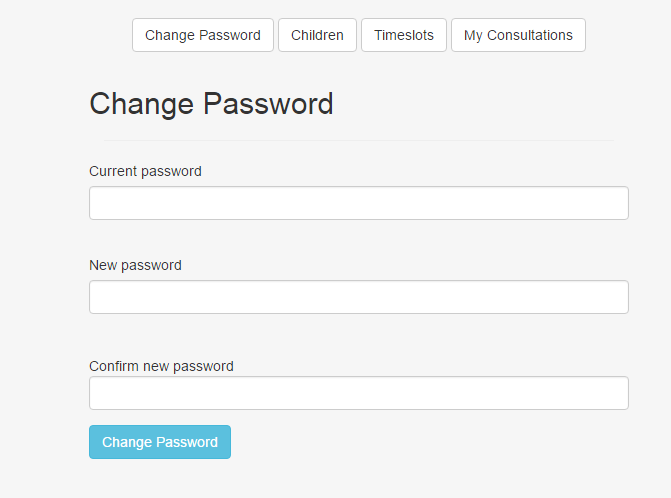 Change Password Children Timeslots My Consultations
Change Password
Current password
New password
Confirm new password
Change Password